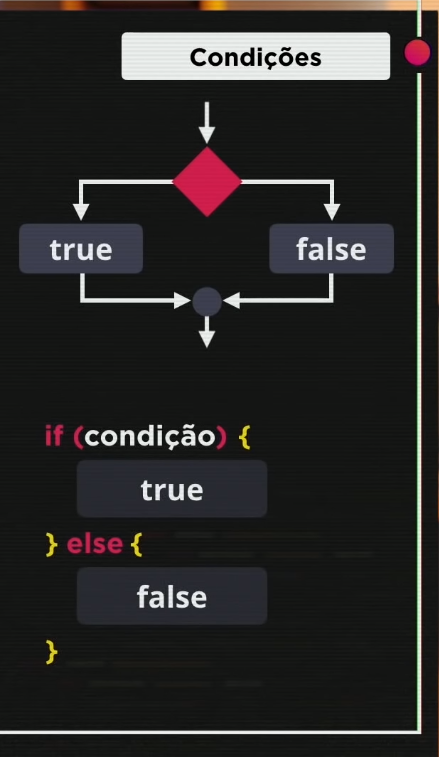 Condições
true false
if (condição) {
true
} else {
false
}